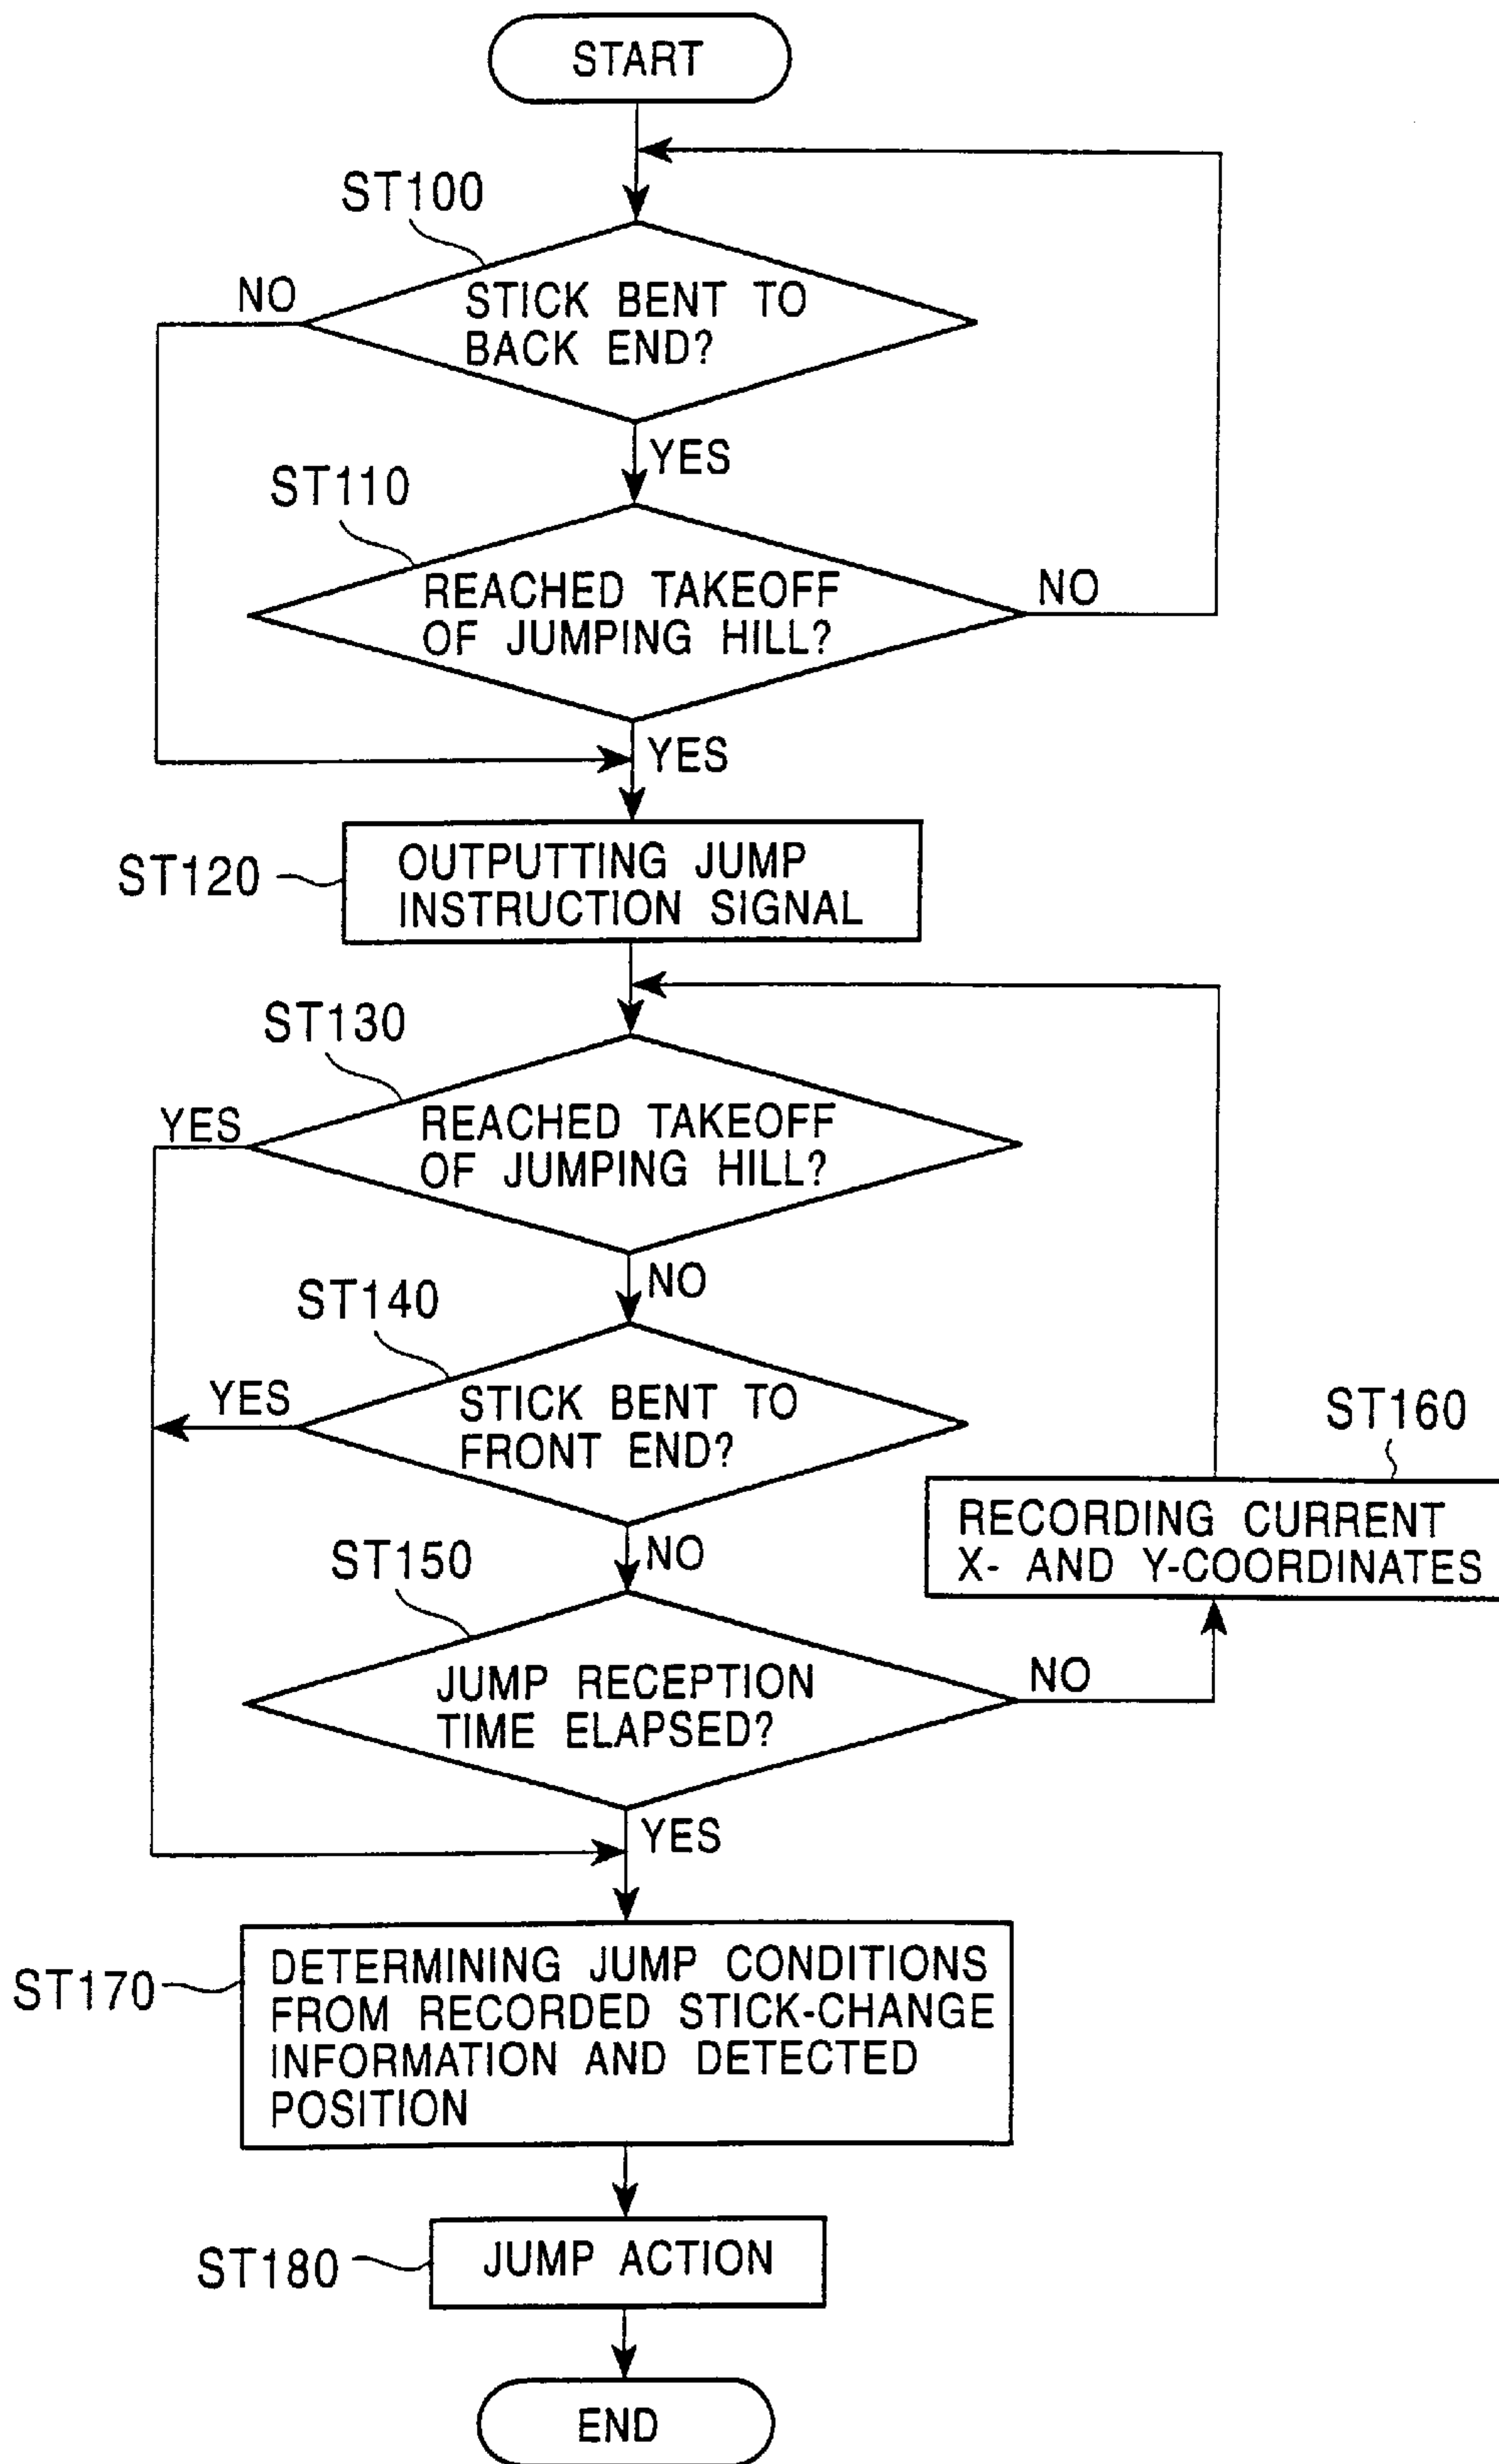 START
ST100
NO
STICK BENT TO
BACK END?
YES
ST110
REACHED TAKEOFF
OF JUMPING HILL?
NO
YES
ST120
OUTPUTTING JUMP
INSTRUCTION SIGNAL
ST130
YES
REACHED TAKEOFF
OF JUMPING HILL?
NO
ST140
YES
STICK BENT TO
FRONT END?
ST160
RECORDING CURRENT
X- AND Y-COORDINATES
NO
ST150
JUMP RECEPTION
TIME ELAPSED?
NO
YES
ST170
DETERMINING JUMP CONDITIONS
FROM RECORDED STICK-CHANGE
INFORMATION AND DETECTED
POSITION
ST180
JUMP ACTION
END